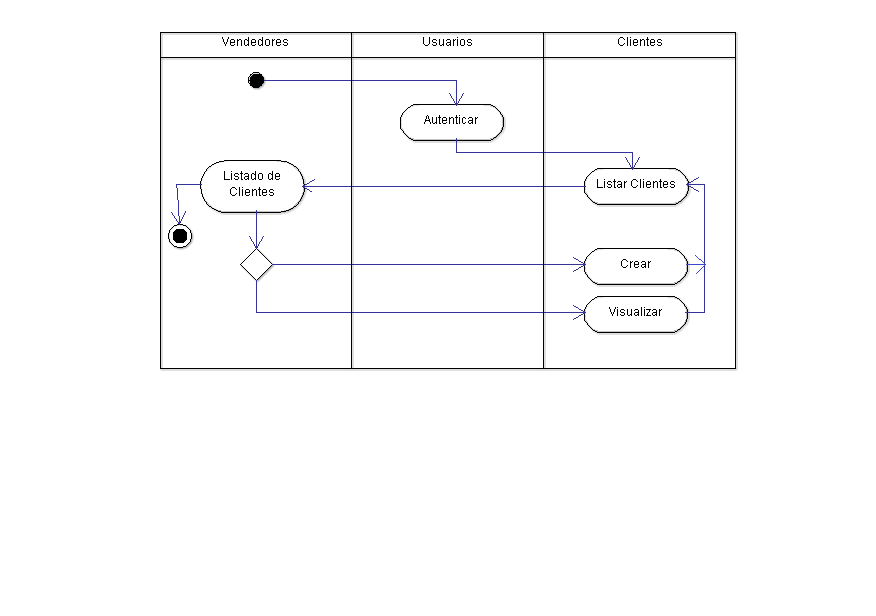 Vendedores
Usuarios
Clientes
Autenticar
Listado de
Clientes
Listar Clientes
Crear
Visualizar